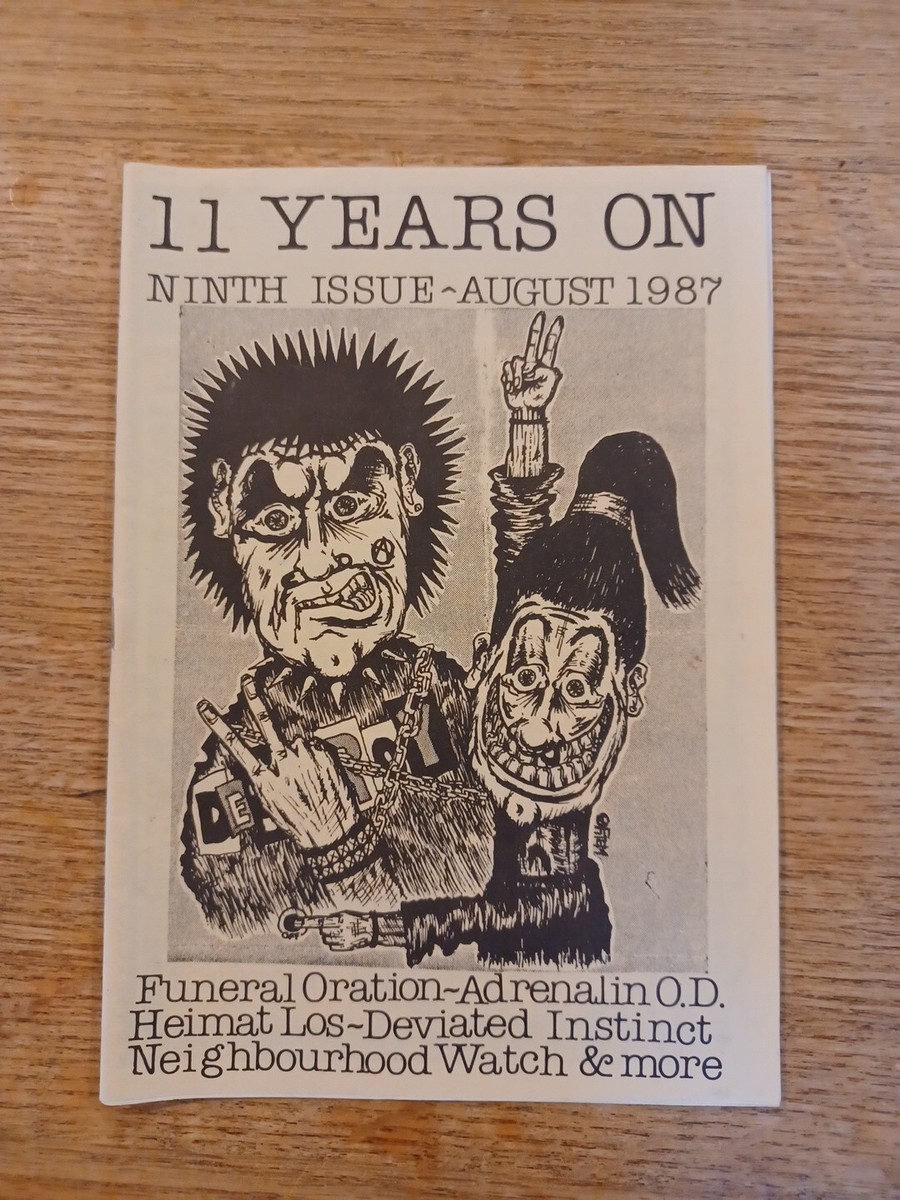 11 YEARS ON
NINTH ISSUE~AUGUST 1987
Funeral Oration~Adrenalin O.D.
Heimat Los~Deviated Instinct
Neighbourhood Watch & more